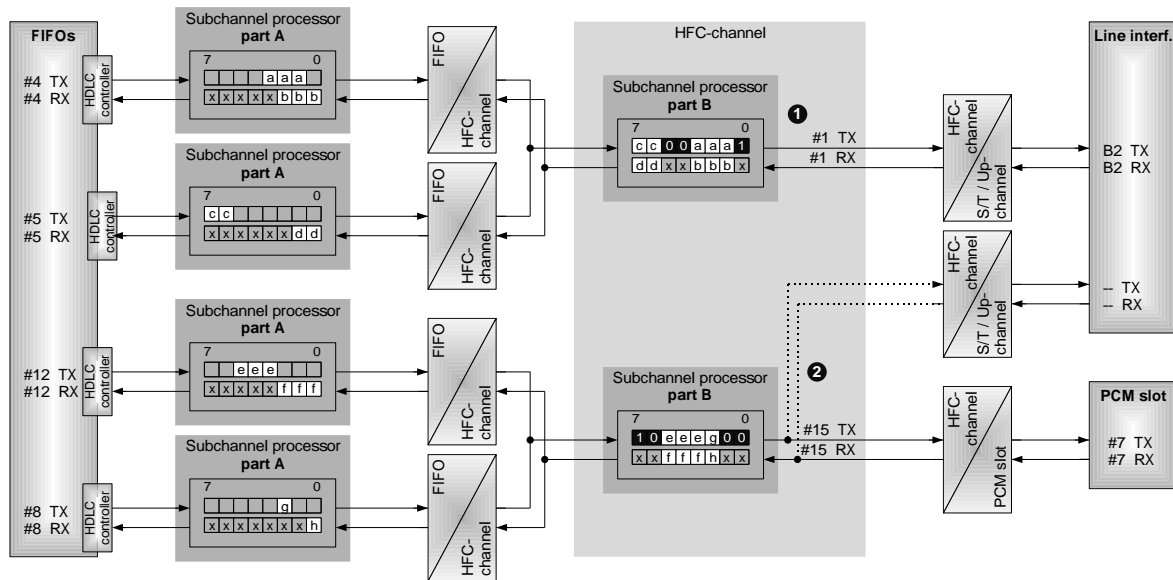 FIFOs
HDLC
controller
#4 TX
#4 RX
Subchannel processor
part A
7 0
a a a
x x x x x b b b
FIFO
HFC-
channel
HDLC
controller
#5 TX
#5 RX
Subchannel processor
part A
7 0
c c
x x x x x x d d
FIFO
HFC-
channel
HDLC
controller
#12 TX
#12 RX
Subchannel processor
part A
7 0
e e e
x x x x x f f f
FIFO
HFC-
channel
HDLC
controller
#8 TX
#8 RX
Subchannel processor
part A
7 0
g
x x x x x x x h
FIFO
HFC-
channel
HFC-channel
Subchannel processor
part B
7 0
c c 0 0 a a a 1
d d x x b b b x
1
#1 TX
#1 RX
HFC-
channel
S/T / Up-
channel
Line interf.
B2 TX
B2 RX
HFC-
channel
S/T / Up-
channel
-- TX
-- RX
2
Subchannel processor
part B
7 0
1 0 e e e g 0 0
x x f f f h x x
#15 TX
#15 RX
HFC-
channel
PCM slot
PCM slot
#7 TX
#7 RX